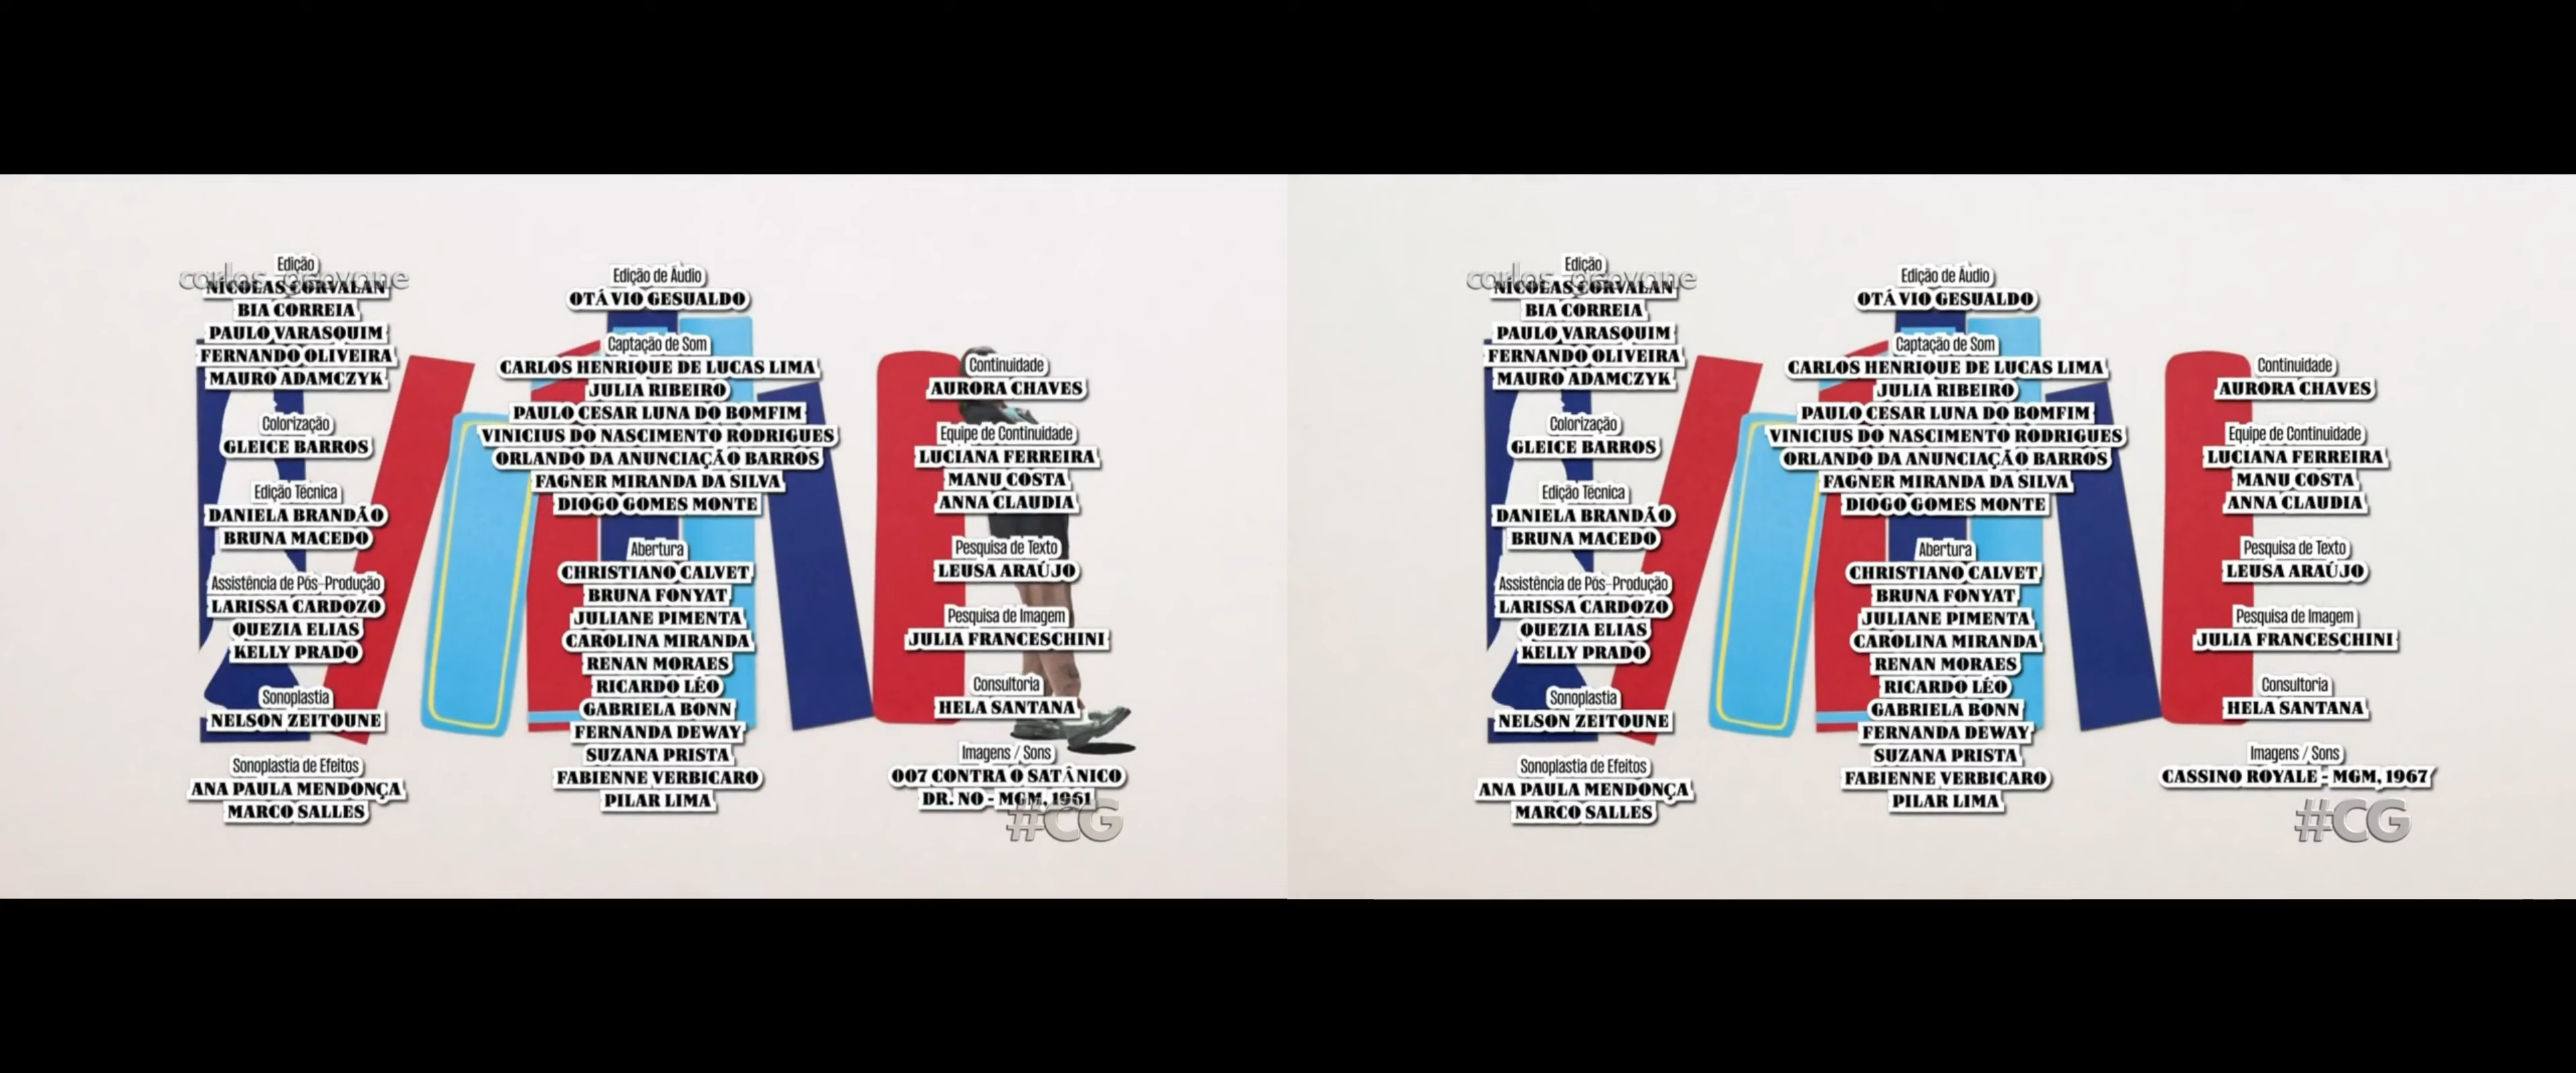 Edição
carlos_geovane
NICOLAS CORVALAN
BIA CORREIA
PAULO VARASQUIM
FERNANDO OLIVEIRA
MAURO ADAMCZYK
Colorização
GLEICE BARROS
Edição Técnica
DANIELA BRANDÃO
BRUNA MACEDO
Assistência de Pós-Produção
LARISSA CARDOZO
QUEZIA ELIAS
KELLY PRADO
Sonoplastia
NELSON ZEITOUNE
Sonoplastia de Efeitos
ANA PAULA MENDONÇA
MARCO SALLES
Edição de Áudio
OTÁVIO GESUALDO
Captação de Som
CARLOS HENRIQUE DE LUCAS LIMA
JULIA RIBEIRO
PAULO CESAR LUNA DO BOMFIM
VINICIUS DO NASCIMENTO RODRIGUES
ORLANDO DA ANUNCIAÇÃO BARROS
FAGNER MIRANDA DA SILVA
DIOGO GOMES MONTE
Abertura
CHRISTIANO CALVET
BRUNA FONYAT
JULIANE PIMENTA
CAROLINA MIRANDA
RENAN MORAES
RICARDO LÉO
GABRIELA BONN
FERNANDA DEWAY
SUZANA PRISTA
FABIENNE VERBICARO
PILAR LIMA
Continuidade
AURORA CHAVES
Equipe de Continuidade
LUCIANA FERREIRA
MANU COSTA
ANNA CLAUDIA
Pesquisa de Texto
LEUSA ARAÚJO
Pesquisa de Imagem
JULIA FRANCESCHINI
Consultoria
HELA SANTANA
Imagens / Sons
007 CONTRA O SATÂNICO
DR. NO - MGM, 1961
#CG
Edição
carlos_geovane
NICOLAS CORVALAN
BIA CORREIA
PAULO VARASQUIM
FERNANDO OLIVEIRA
MAURO ADAMCZYK
Colorização
GLEICE BARROS
Edição Técnica
DANIELA BRANDÃO
BRUNA MACEDO
Assistência de Pós-Produção
LARISSA CARDOZO
QUEZIA ELIAS
KELLY PRADO
Sonoplastia
NELSON ZEITOUNE
Sonoplastia de Efeitos
ANA PAULA MENDONÇA
MARCO SALLES
Edição de Áudio
OTÁVIO GESUALDO
Captação de Som
CARLOS HENRIQUE DE LUCAS LIMA
JULIA RIBEIRO
PAULO CESAR LUNA DO BOMFIM
VINICIUS DO NASCIMENTO RODRIGUES
ORLANDO DA ANUNCIAÇÃO BARROS
FAGNER MIRANDA DA SILVA
DIOGO GOMES MONTE
Abertura
CHRISTIANO CALVET
BRUNA FONYAT
JULIANE PIMENTA
CAROLINA MIRANDA
RENAN MORAES
RICARDO LÉO
GABRIELA BONN
FERNANDA DEWAY
SUZANA PRISTA
FABIENNE VERBICARO
PILAR LIMA
Continuidade
AURORA CHAVES
Equipe de Continuidade
LUCIANA FERREIRA
MANU COSTA
ANNA CLAUDIA
Pesquisa de Texto
LEUSA ARAÚJO
Pesquisa de Imagem
JULIA FRANCESCHINI
Consultoria
HELA SANTANA
Imagens / Sons
CASSINO ROYALE - MGM, 1967
#CG